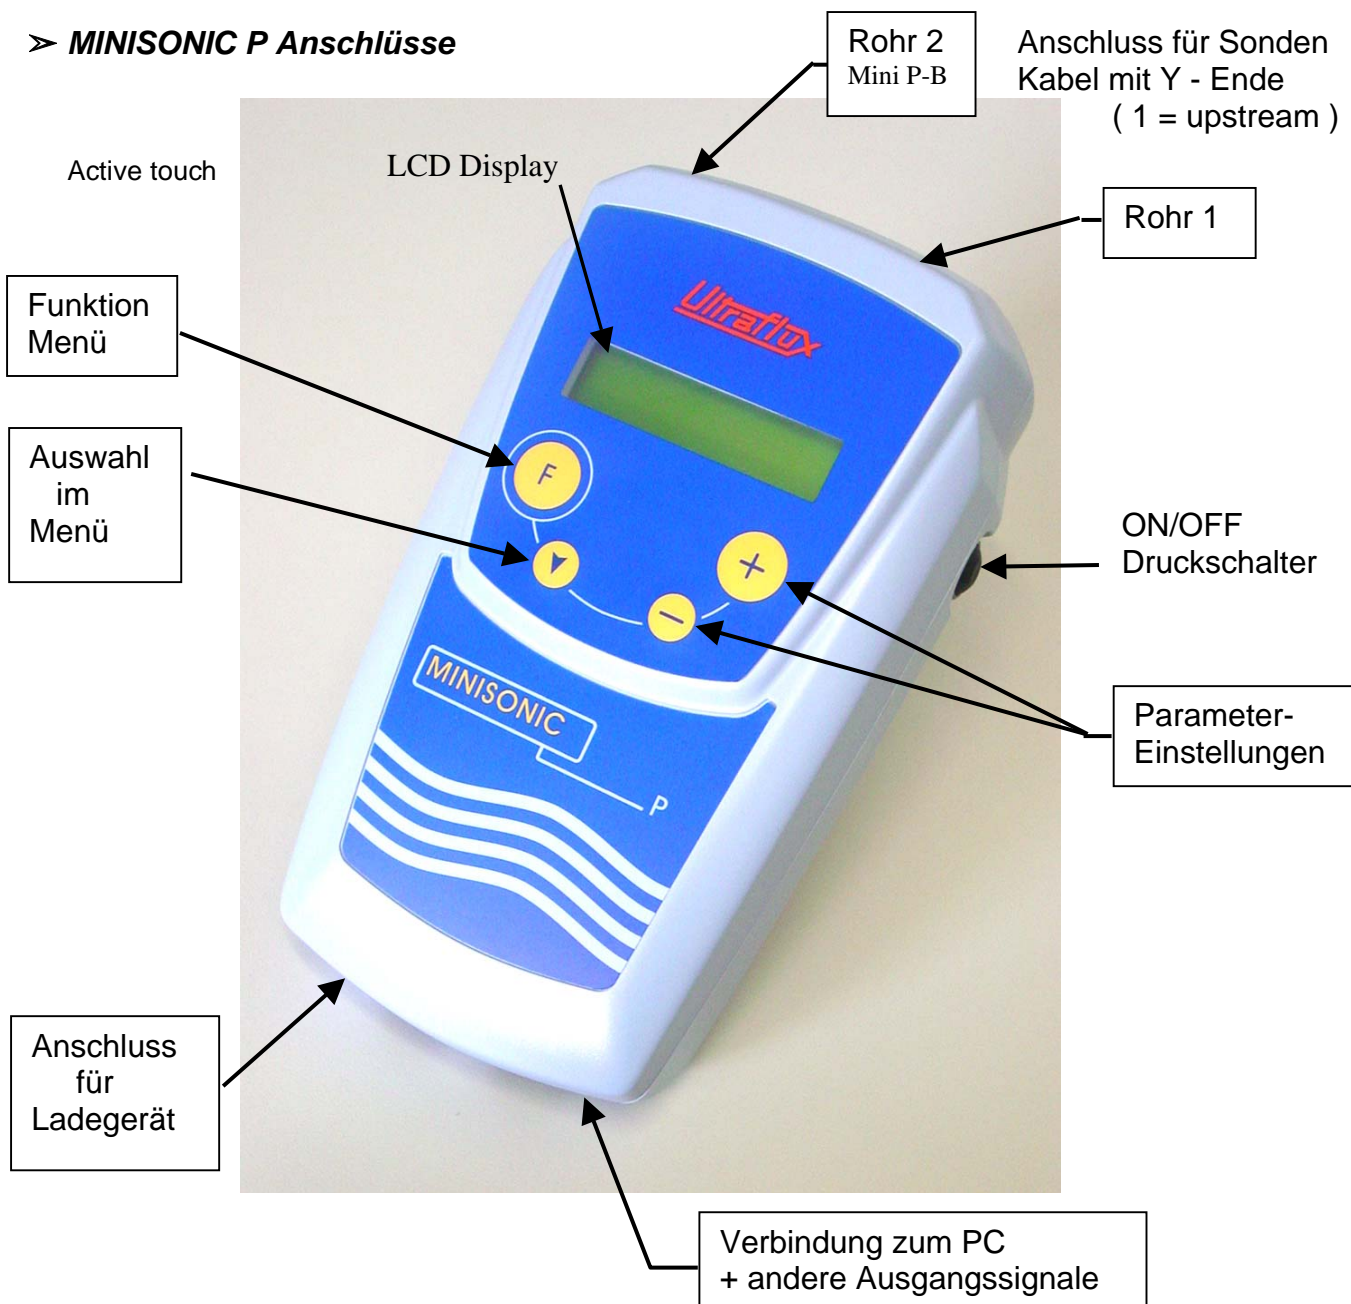 ➢ MINISONIC P Anschlüsse
Rohr 2
Mini P-B
Anschluss für Sonden
Kabel mit Y - Ende
( 1 = upstream )
Active touch
LCD Display
Rohr 1
Funktion
Menü
Ultraflux
Auswahl
im
Menü
F
+
−
ON/OFF
Druckschalter
MINISONIC
P
Parameter-
Einstellungen
Anschluss
für
Ladegerät
Verbindung zum PC
+ andere Ausgangssignale